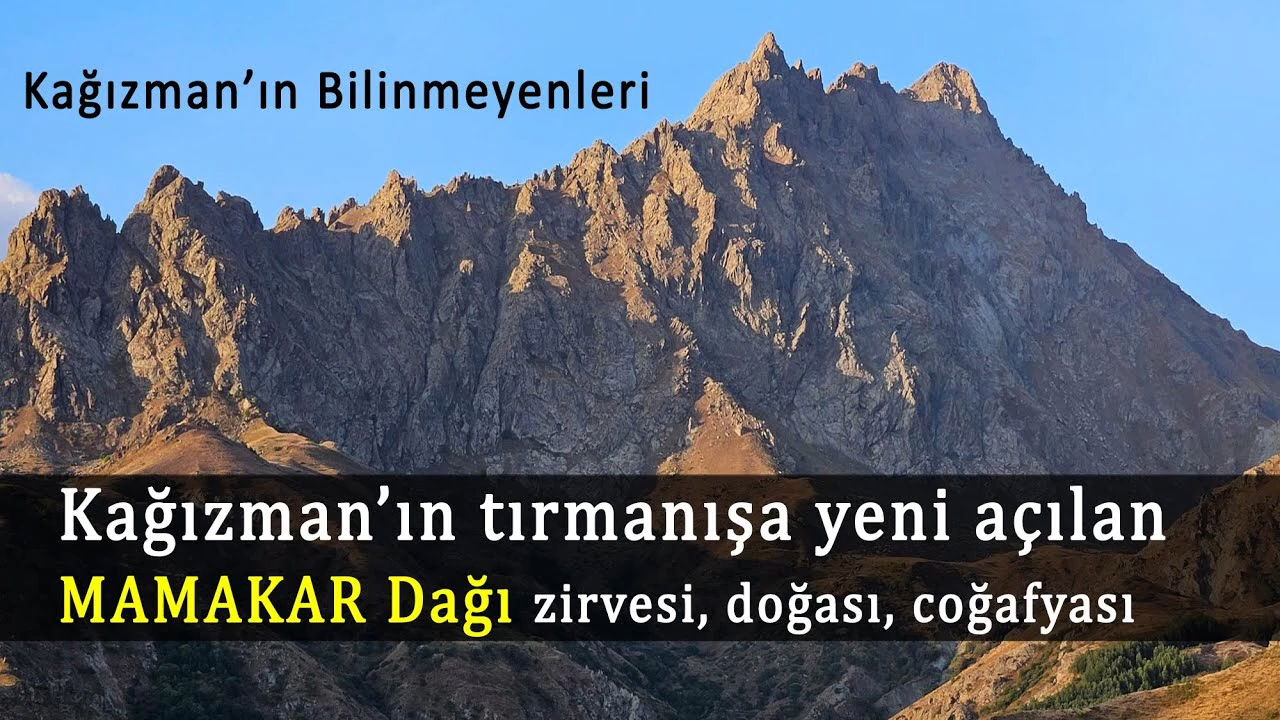 Kağızman’ın Bilinmeyenleri
Kağızman’ın tırmanışa yeni açılan
MAMAKAR Dağı zirvesi, doğası, coğafyası